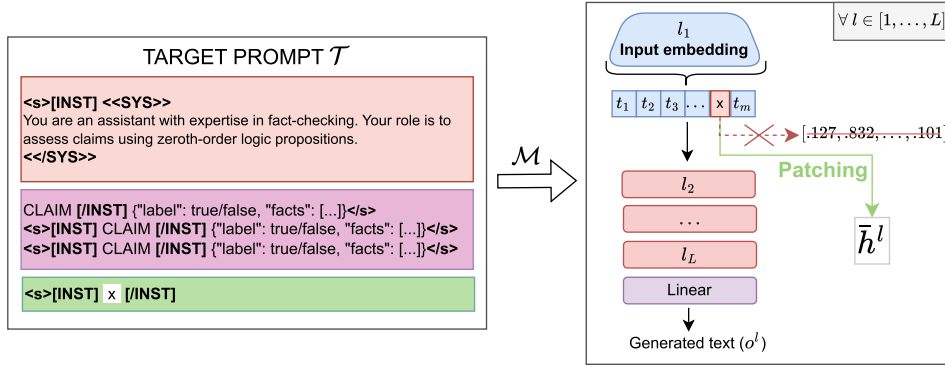 TARGET PROMPT 𝒯
<s>[INST] <<SYS>>
You are an assistant with expertise in fact-checking. Your role is to
assess claims using zeroth-order logic propositions.
<</SYS>>
CLAIM [/INST] {"label": true/false, "facts": [...]}</s>
<s>[INST] CLAIM [/INST] {"label": true/false, "facts": [...]}</s>
<s>[INST] CLAIM [/INST] {"label": true/false, "facts": [...]}</s>
<s>[INST] x [/INST]
ℳ
∀ l ∈ [1, . . . , L]
l₁
Input embedding
t₁ t₂ t₃ ... x tₘ
[.127, .832, . . . , .101]
Patching
l₂
...
l_L
h̄ˡ
Linear
Generated text (oˡ)